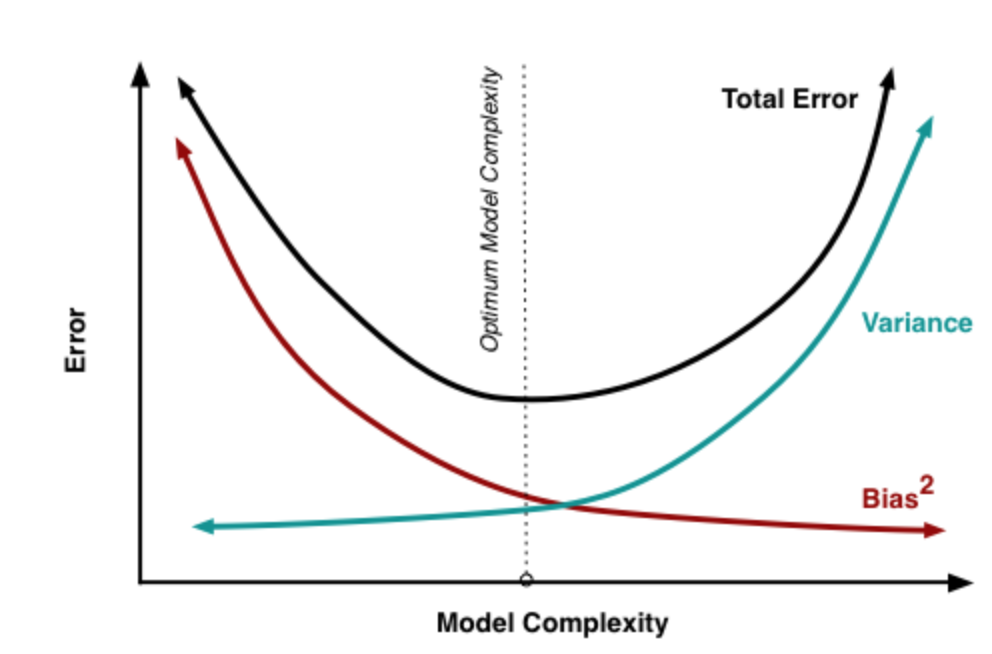 Total Error
Optimum Model Complexity
Error
Variance
Bias²
Model Complexity